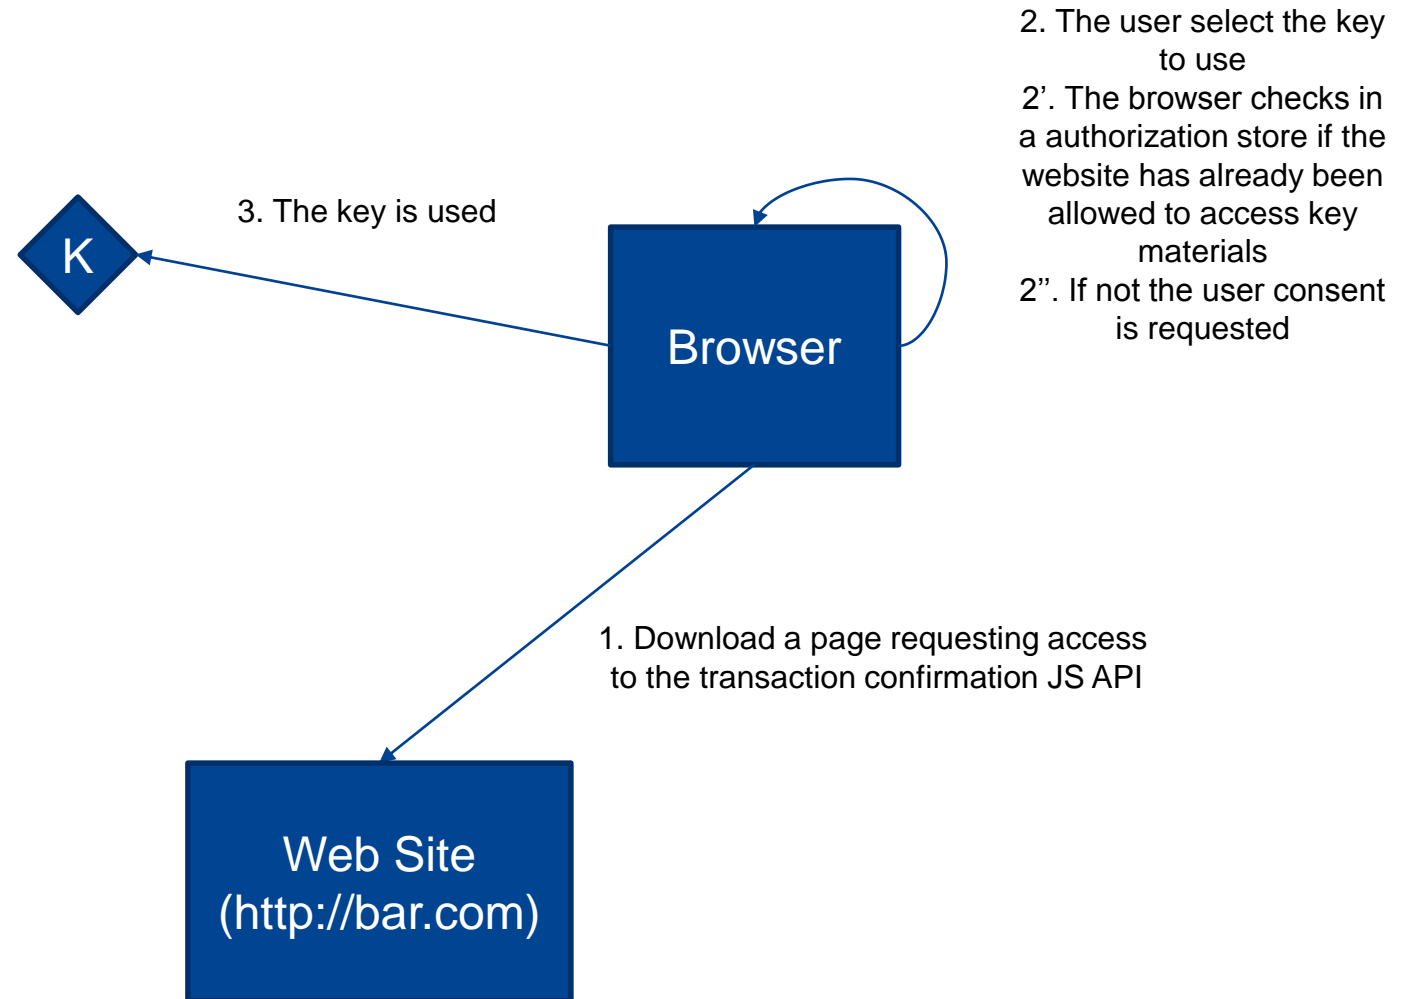 2. The user select the key
to use
2’. The browser checks in
a authorization store if the
website has already been
allowed to access key
materials
2’’. If not the user consent
is requested
3. The key is used
K
Browser
1. Download a page requesting access
to the transaction confirmation JS API
Web Site
(http://bar.com)